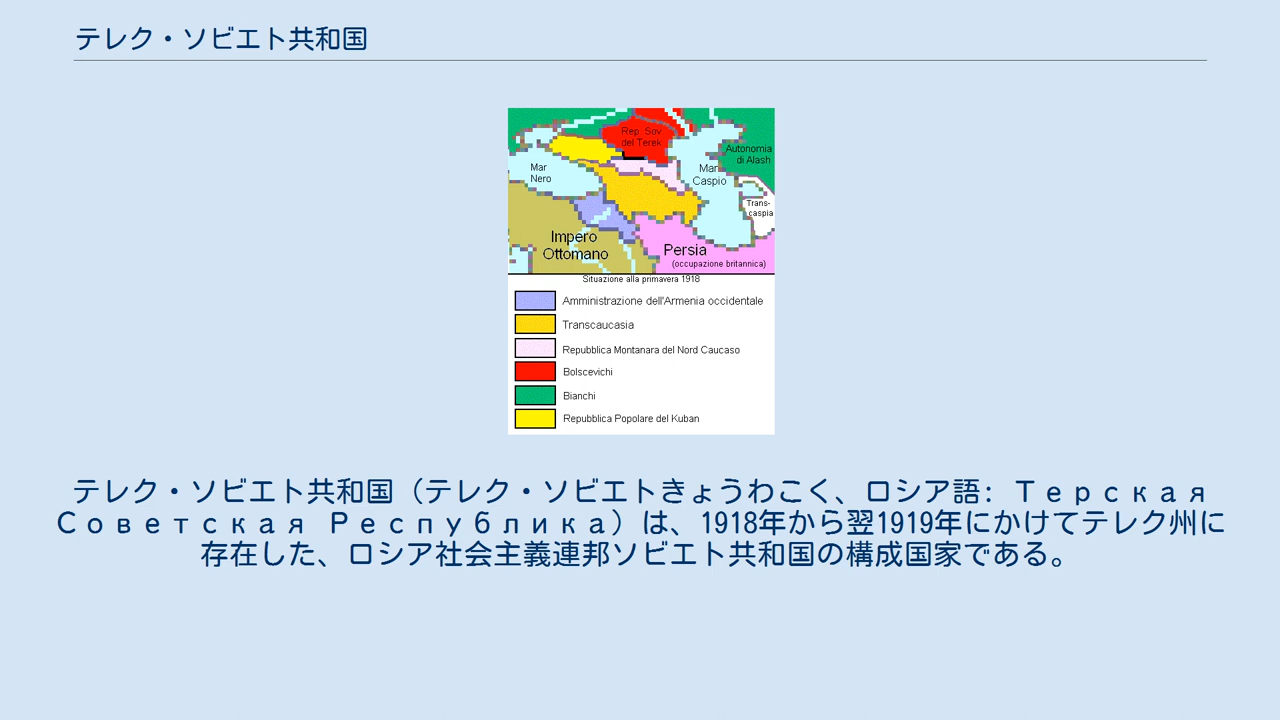 テレク・ソビエト共和国
Rep. Sov
del Terek
Autonomia
di Alash
Mar
Nero
Mar
Caspio
Trans-
caspia
Impero
Ottomano
Persia
(occupazione britannica)
Situazione alla primavera 1918
Amministrazione dell'Armenia occidentale
Transcaucasia
Repubblica Montanara del Nord Caucaso
Bolscevichi
Bianchi
Repubblica Popolare del Kuban
テレク・ソビエト共和国（テレク・ソビエトきょうわこく、ロシア語: Терская
Советская Республика）は、1918年から翌1919年にかけてテレク州に
存在した、ロシア社会主義連邦ソビエト共和国の構成国家である。